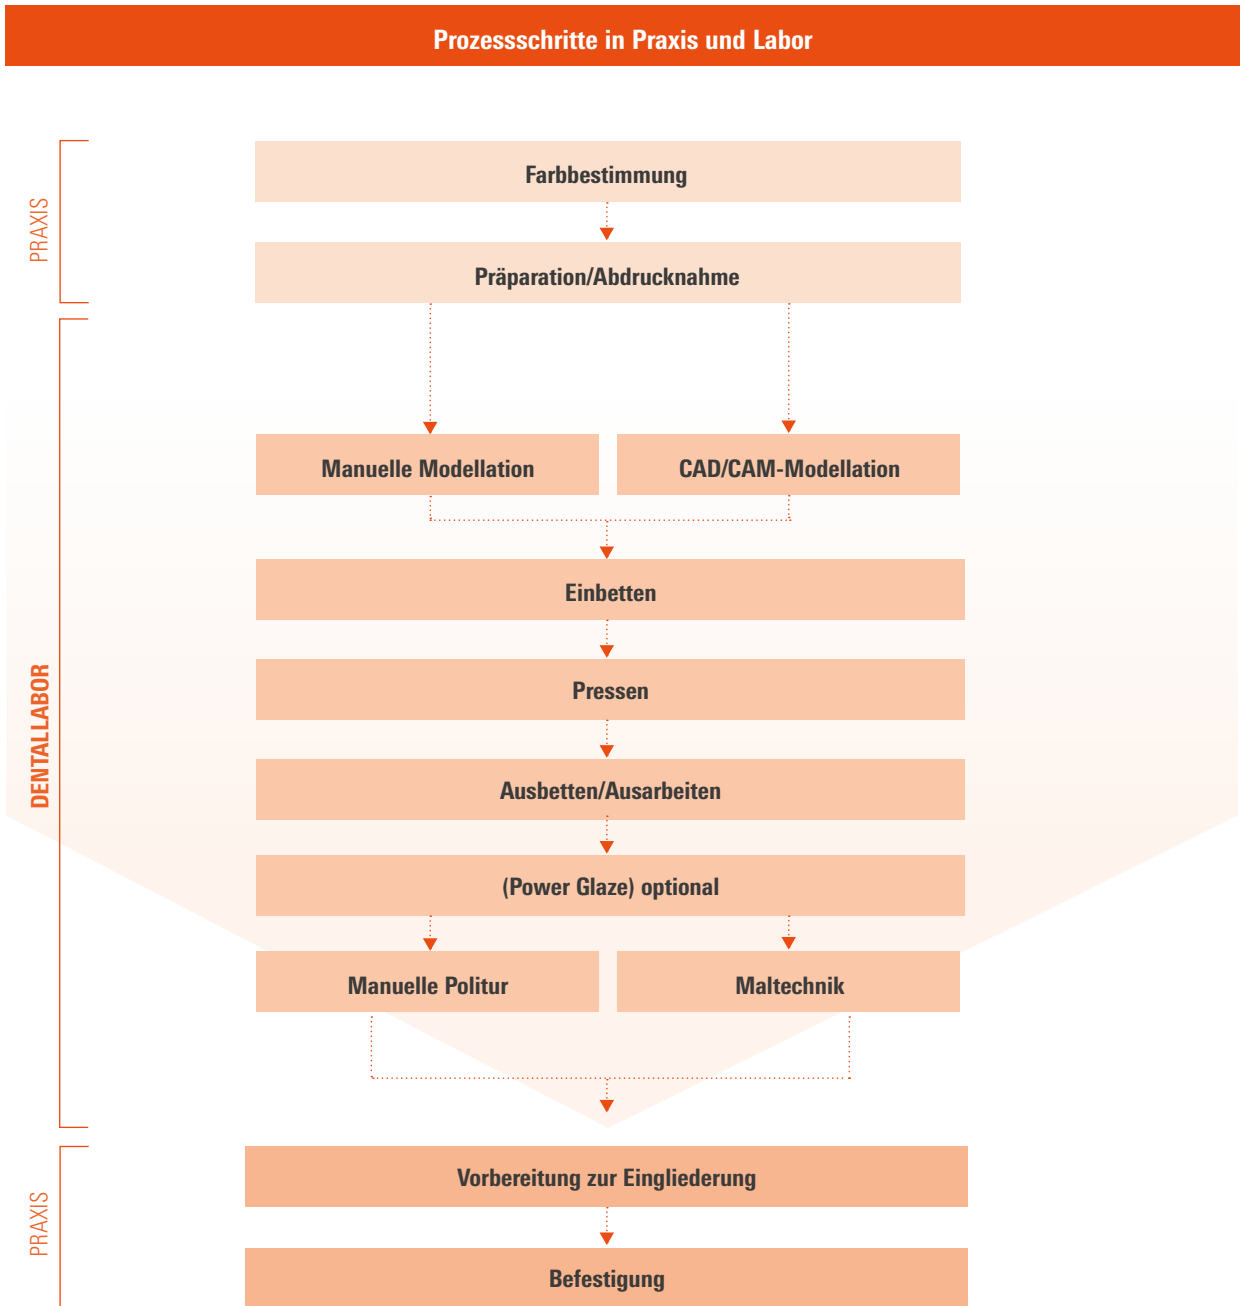 Prozessschritte in Praxis und Labor
PRAXIS
Farbbestimmung
Präparation/Abdrucknahme
DENTALLABOR
Manuelle Modellation
CAD/CAM-Modellation
Einbetten
Pressen
Ausbetten/Ausarbeiten
(Power Glaze) optional
Manuelle Politur
Maltechnik
PRAXIS
Vorbereitung zur Eingliederung
Befestigung